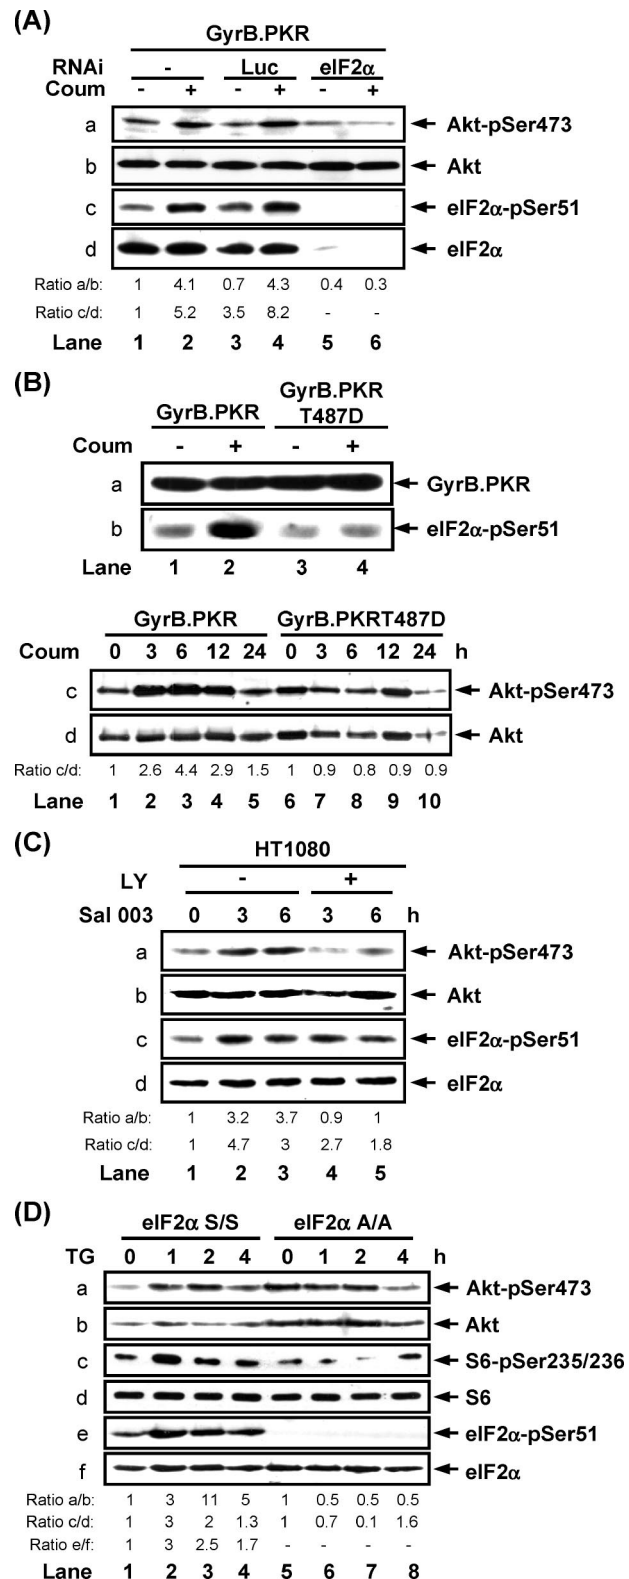 (A)
GyrB.PKR
RNAi - Luc eIF2α
Coum - + - + - +
a Akt-pSer473
b Akt
c eIF2α-pSer51
d eIF2α
Ratio a/b: 1 4.1 0.7 4.3 0.4 0.3
Ratio c/d: 1 5.2 3.5 8.2 - -
Lane 1 2 3 4 5 6
(B)
GyrB.PKR GyrB.PKR
T487D
Coum - + - +
a GyrB.PKR
b eIF2α-pSer51
Lane 1 2 3 4
GyrB.PKR GyrB.PKRT487D
Coum 0 3 6 12 24 0 3 6 12 24 h
c Akt-pSer473
d Akt
Ratio c/d: 1 2.6 4.4 2.9 1.5 1 0.9 0.8 0.9 0.9
Lane 1 2 3 4 5 6 7 8 9 10
(C)
HT1080
LY - +
Sal 003 0 3 6 3 6 h
a Akt-pSer473
b Akt
c eIF2α-pSer51
d eIF2α
Ratio a/b: 1 3.2 3.7 0.9 1
Ratio c/d: 1 4.7 3 2.7 1.8
Lane 1 2 3 4 5
(D)
eIF2α S/S eIF2α A/A
TG 0 1 2 4 0 1 2 4 h
a Akt-pSer473
b Akt
c S6-pSer235/236
d S6
e eIF2α-pSer51
f eIF2α
Ratio a/b: 1 3 11 5 1 0.5 0.5 0.5
Ratio c/d: 1 3 2 1.3 1 0.7 0.1 1.6
Ratio e/f: 1 3 2.5 1.7 - - - -
Lane 1 2 3 4 5 6 7 8